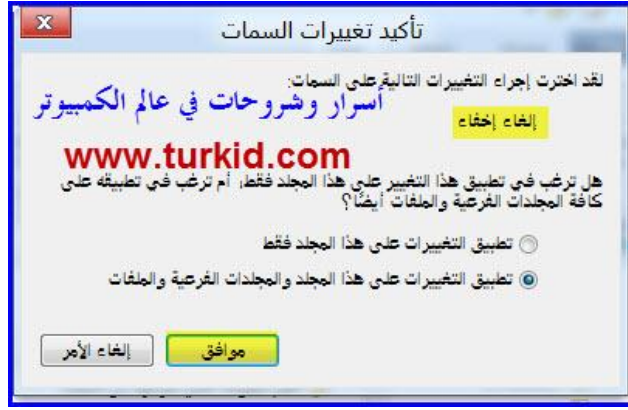 تأكيد تغييرات السمات
لقد اخترت إجراء التغييرات التالية على السمات:
أسرار وشروحات في عالم الكمبيوتر
إلغاء إخفاء
www.turkid.com
هل ترغب في تطبيق هذا التغيير على هذا المجلد فقط، أم ترغب في تطبيقه على
كافة المجلدات الفرعية والملفات أيضًا؟
تطبيق التغييرات على هذا المجلد فقط
تطبيق التغييرات على هذا المجلد والمجلدات الفرعية والملفات
موافق
إلغاء الأمر